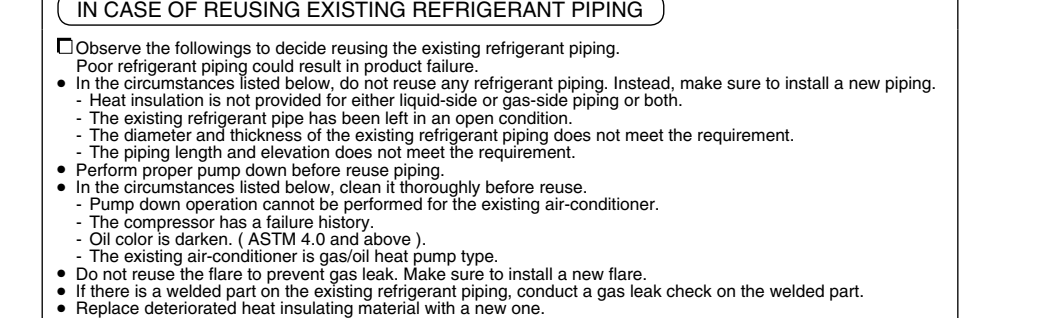 IN CASE OF REUSING EXISTING REFRIGERANT PIPING
□ Observe the followings to decide reusing the existing refrigerant piping.
Poor refrigerant piping could result in product failure.
• In the circumstances listed below, do not reuse any refrigerant piping. Instead, make sure to install a new piping.
- Heat insulation is not provided for either liquid-side or gas-side piping or both.
- The existing refrigerant pipe has been left in an open condition.
- The diameter and thickness of the existing refrigerant piping does not meet the requirement.
- The piping length and elevation does not meet the requirement.
• Perform proper pump down before reuse piping.
• In the circumstances listed below, clean it thoroughly before reuse.
- Pump down operation cannot be performed for the existing air-conditioner.
- The compressor has a failure history.
- Oil color is darken. ( ASTM 4.0 and above ).
- The existing air-conditioner is gas/oil heat pump type.
• Do not reuse the flare to prevent gas leak. Make sure to install a new flare.
• If there is a welded part on the existing refrigerant piping, conduct a gas leak check on the welded part.
• Replace deteriorated heat insulating material with a new one.